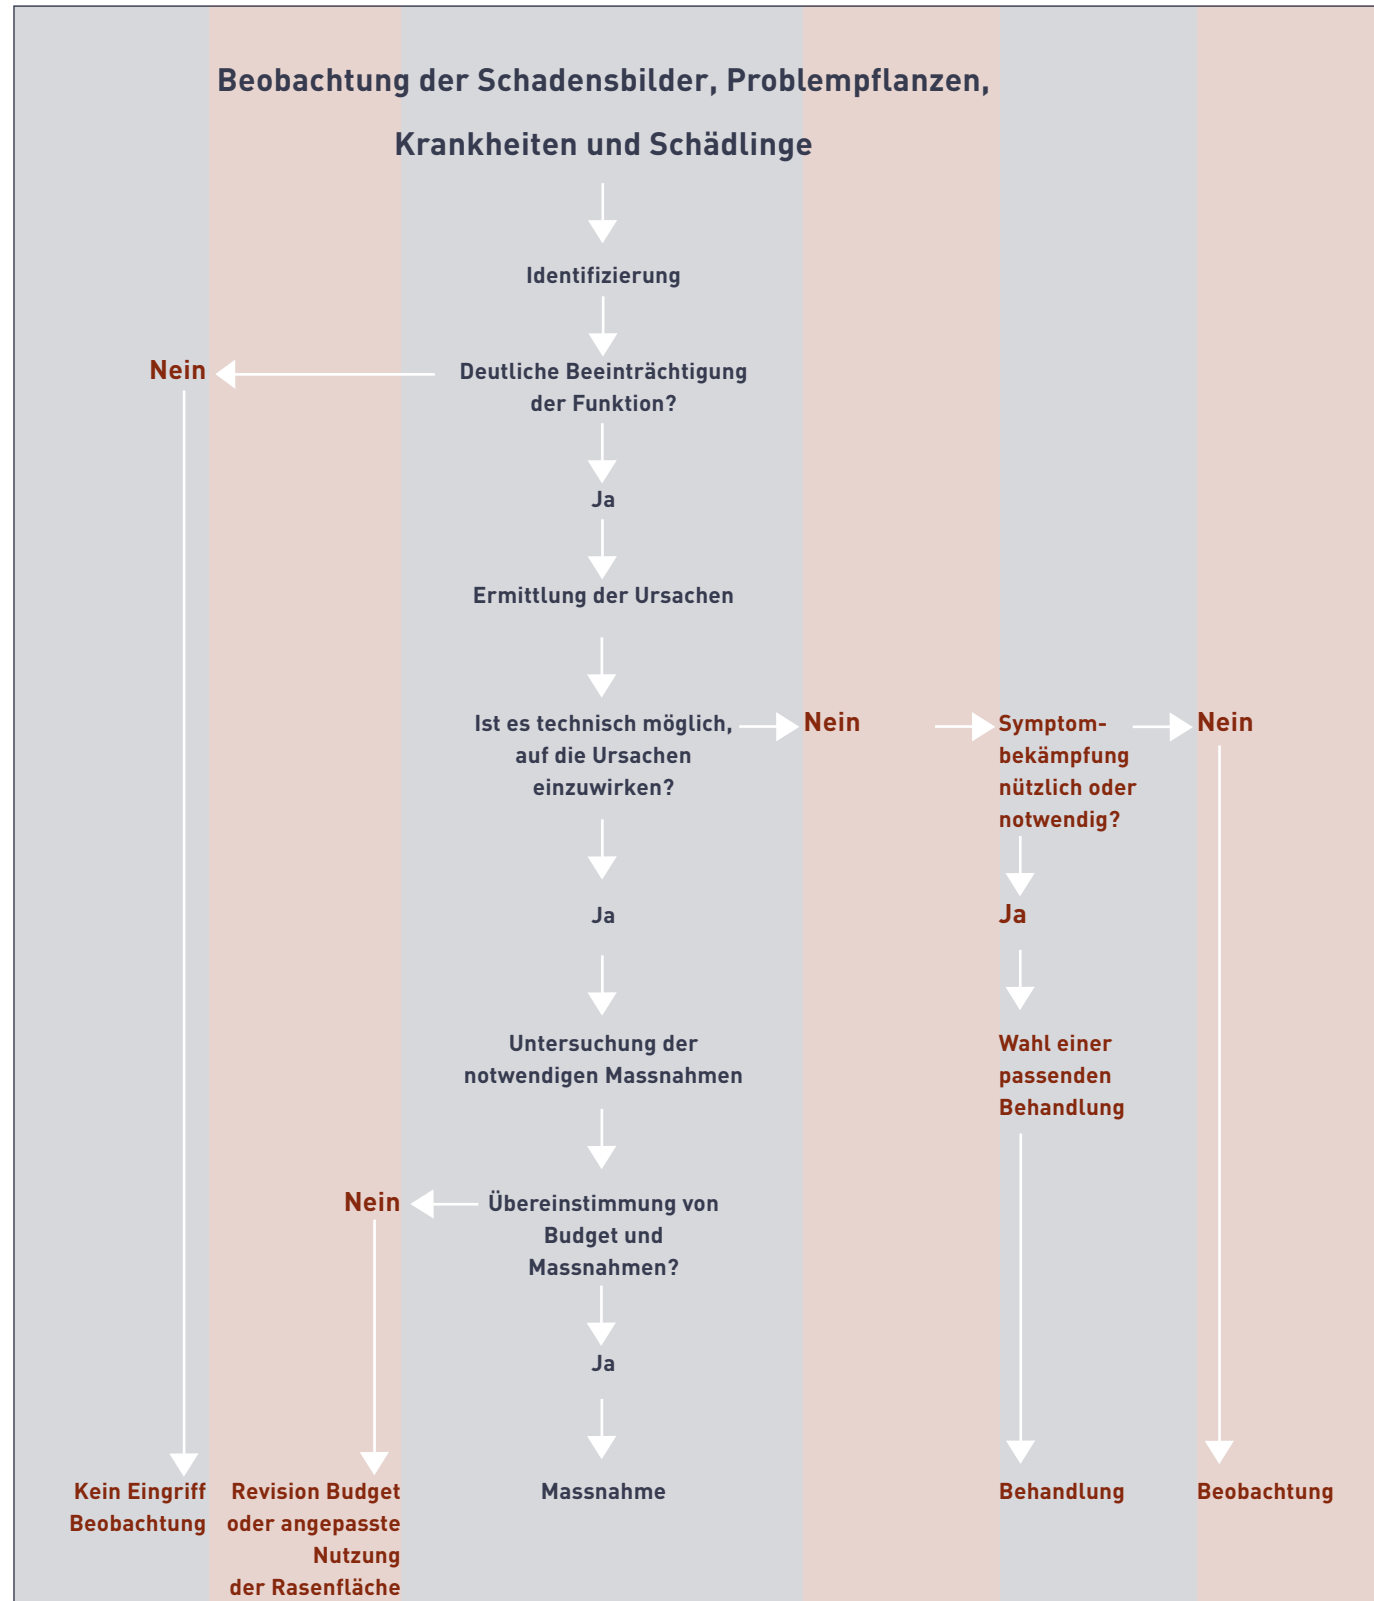 Beobachtung der Schadensbilder, Problempflanzen,
Krankheiten und Schädlinge
Identifizierung
Nein
Deutliche Beeinträchtigung
der Funktion?
Ja
Ermittlung der Ursachen
Ist es technisch möglich,
auf die Ursachen
einzuwirken?
Nein
Symptom-
bekämpfung
nützlich oder
notwendig?
Nein
Ja
Ja
Untersuchung der
notwendigen Massnahmen
Wahl einer
passenden
Behandlung
Nein
Übereinstimmung von
Budget und
Massnahmen?
Ja
Kein Eingriff
Beobachtung
Revision Budget
oder angepasste
Nutzung
der Rasenfläche
Massnahme
Behandlung
Beobachtung